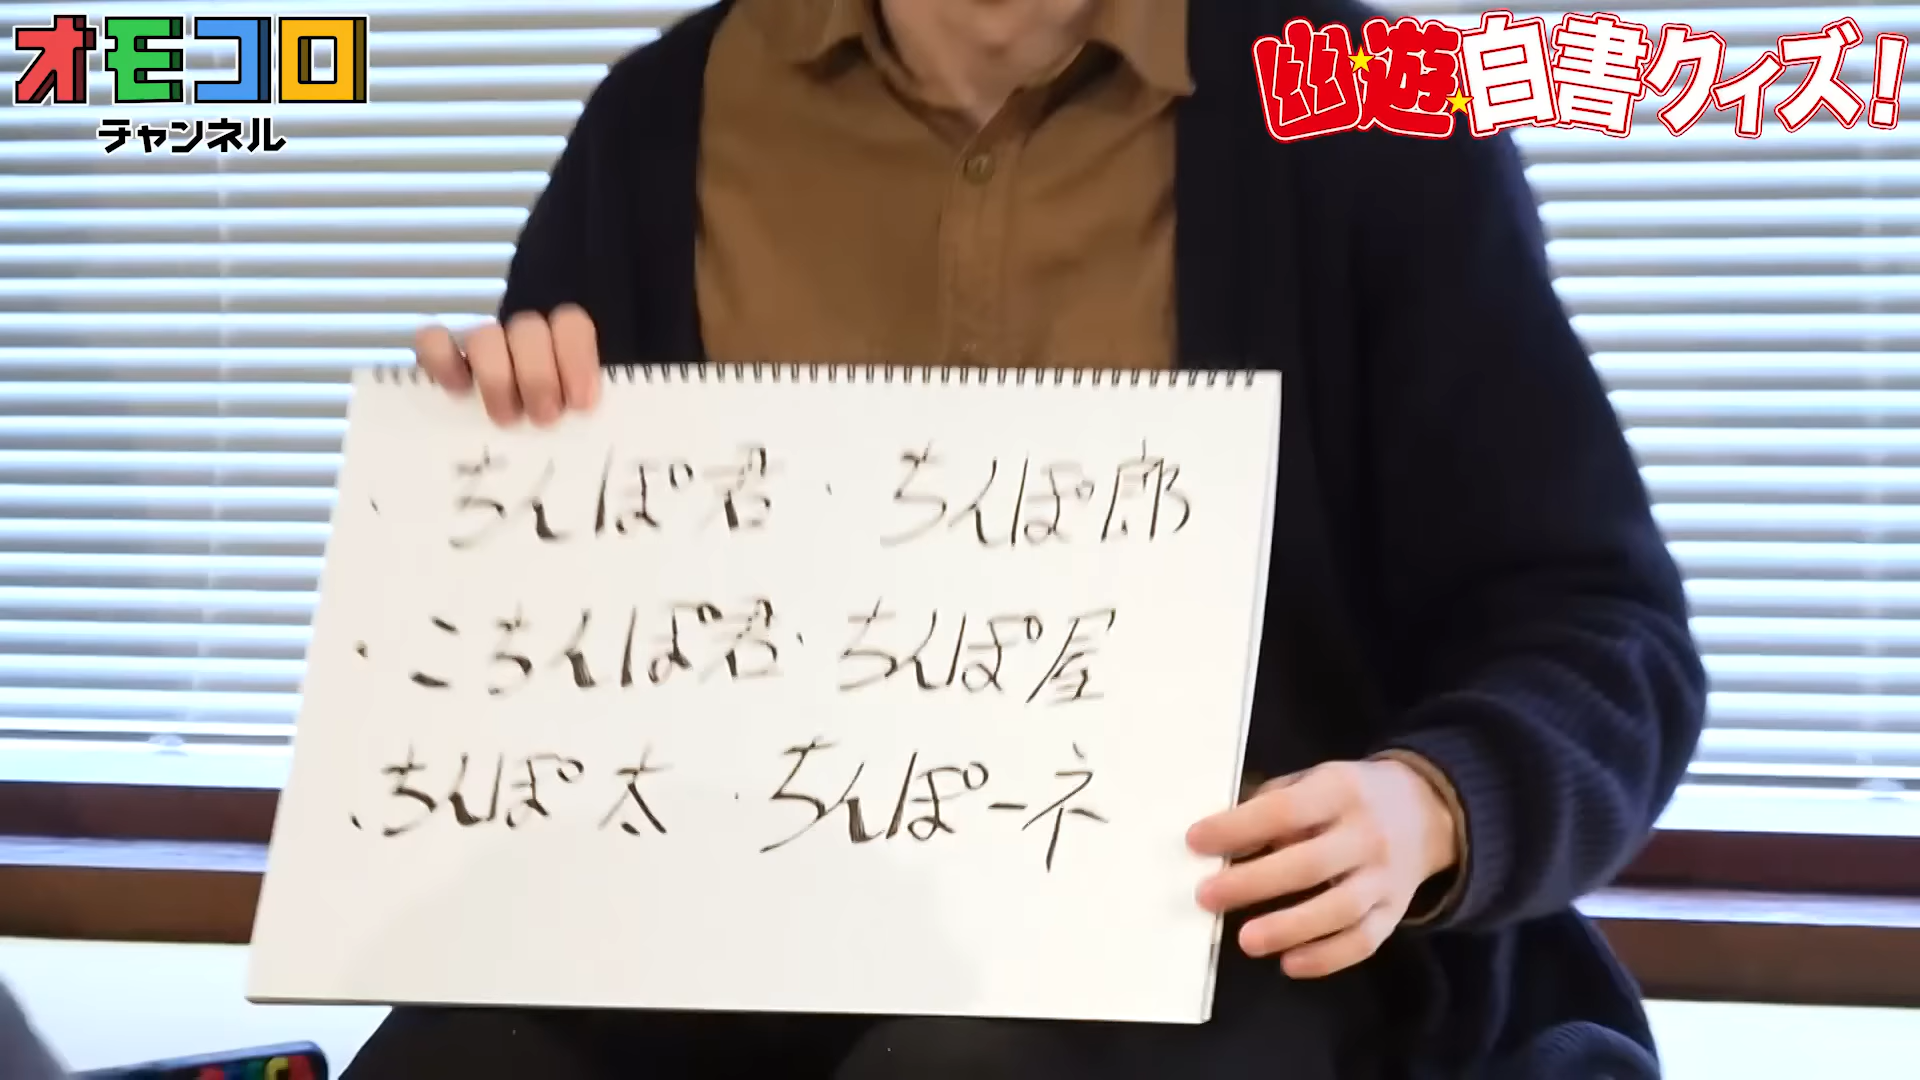 オモコロ
チャンネル
幽☆遊☆白書クイズ!
・ちんぽ君 ・ちんぽ郎
・こちんぽ君 ・ちんぽ屋
・ちんぽ太 ・ちんぽーネ